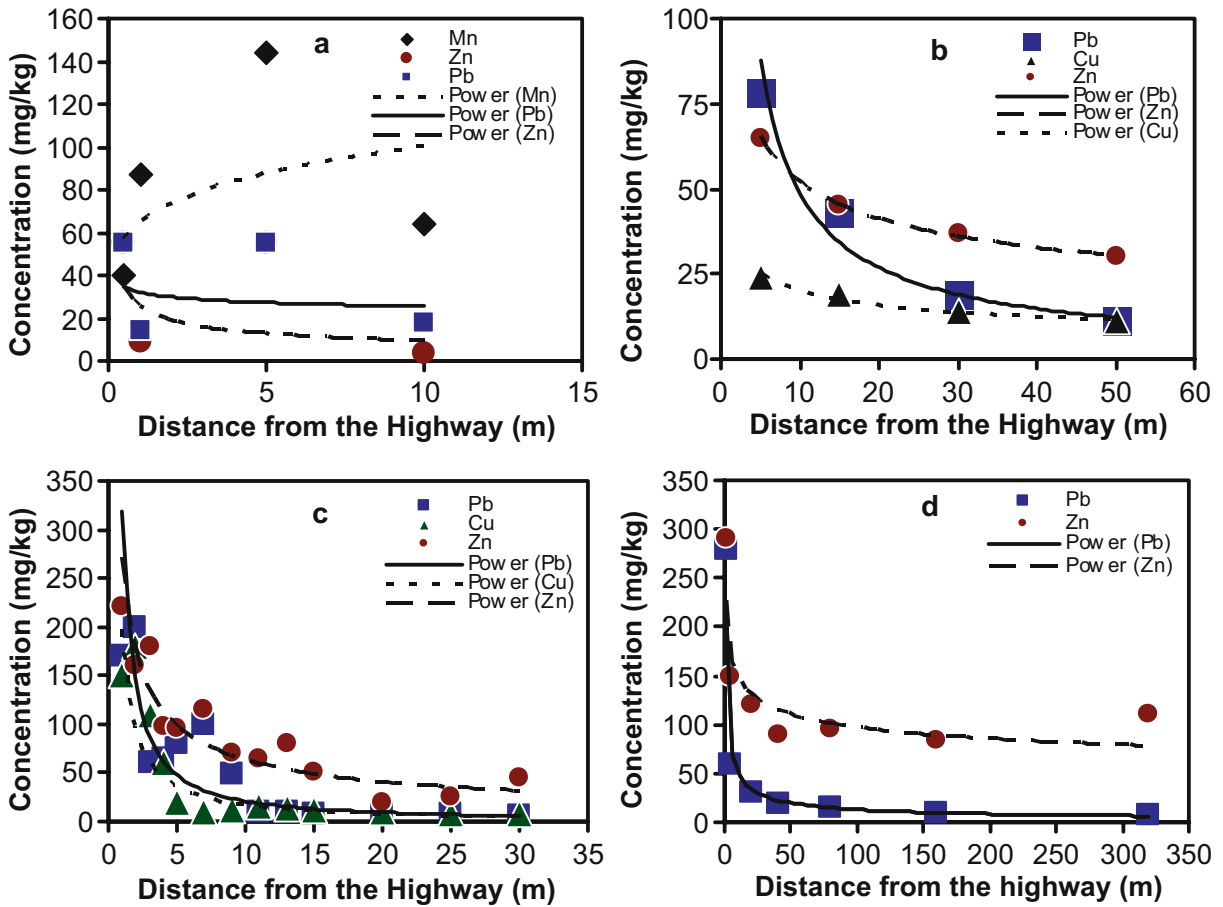 a
Mn
Zn
Pb
Power (Mn)
Power (Pb)
Power (Zn)
160
140
120
100
80
60
40
20
0
0 5 10 15
Concentration (mg/kg)
Distance from the Highway (m)
b
Pb
Cu
Zn
Power (Pb)
Power (Zn)
Power (Cu)
100
75
50
25
0
0 10 20 30 40 50 60
Concentration (mg/kg)
Distance from the Highway (m)
c
Pb
Cu
Zn
Power (Pb)
Power (Cu)
Power (Zn)
350
300
250
200
150
100
50
0
0 5 10 15 20 25 30 35
Concentration (mg/kg)
Distance from the Highway (m)
d
Pb
Zn
Power (Pb)
Power (Zn)
350
300
250
200
150
100
50
0
0 50 100 150 200 250 300 350
Concentration (mg/kg)
Distance from the highway (m)